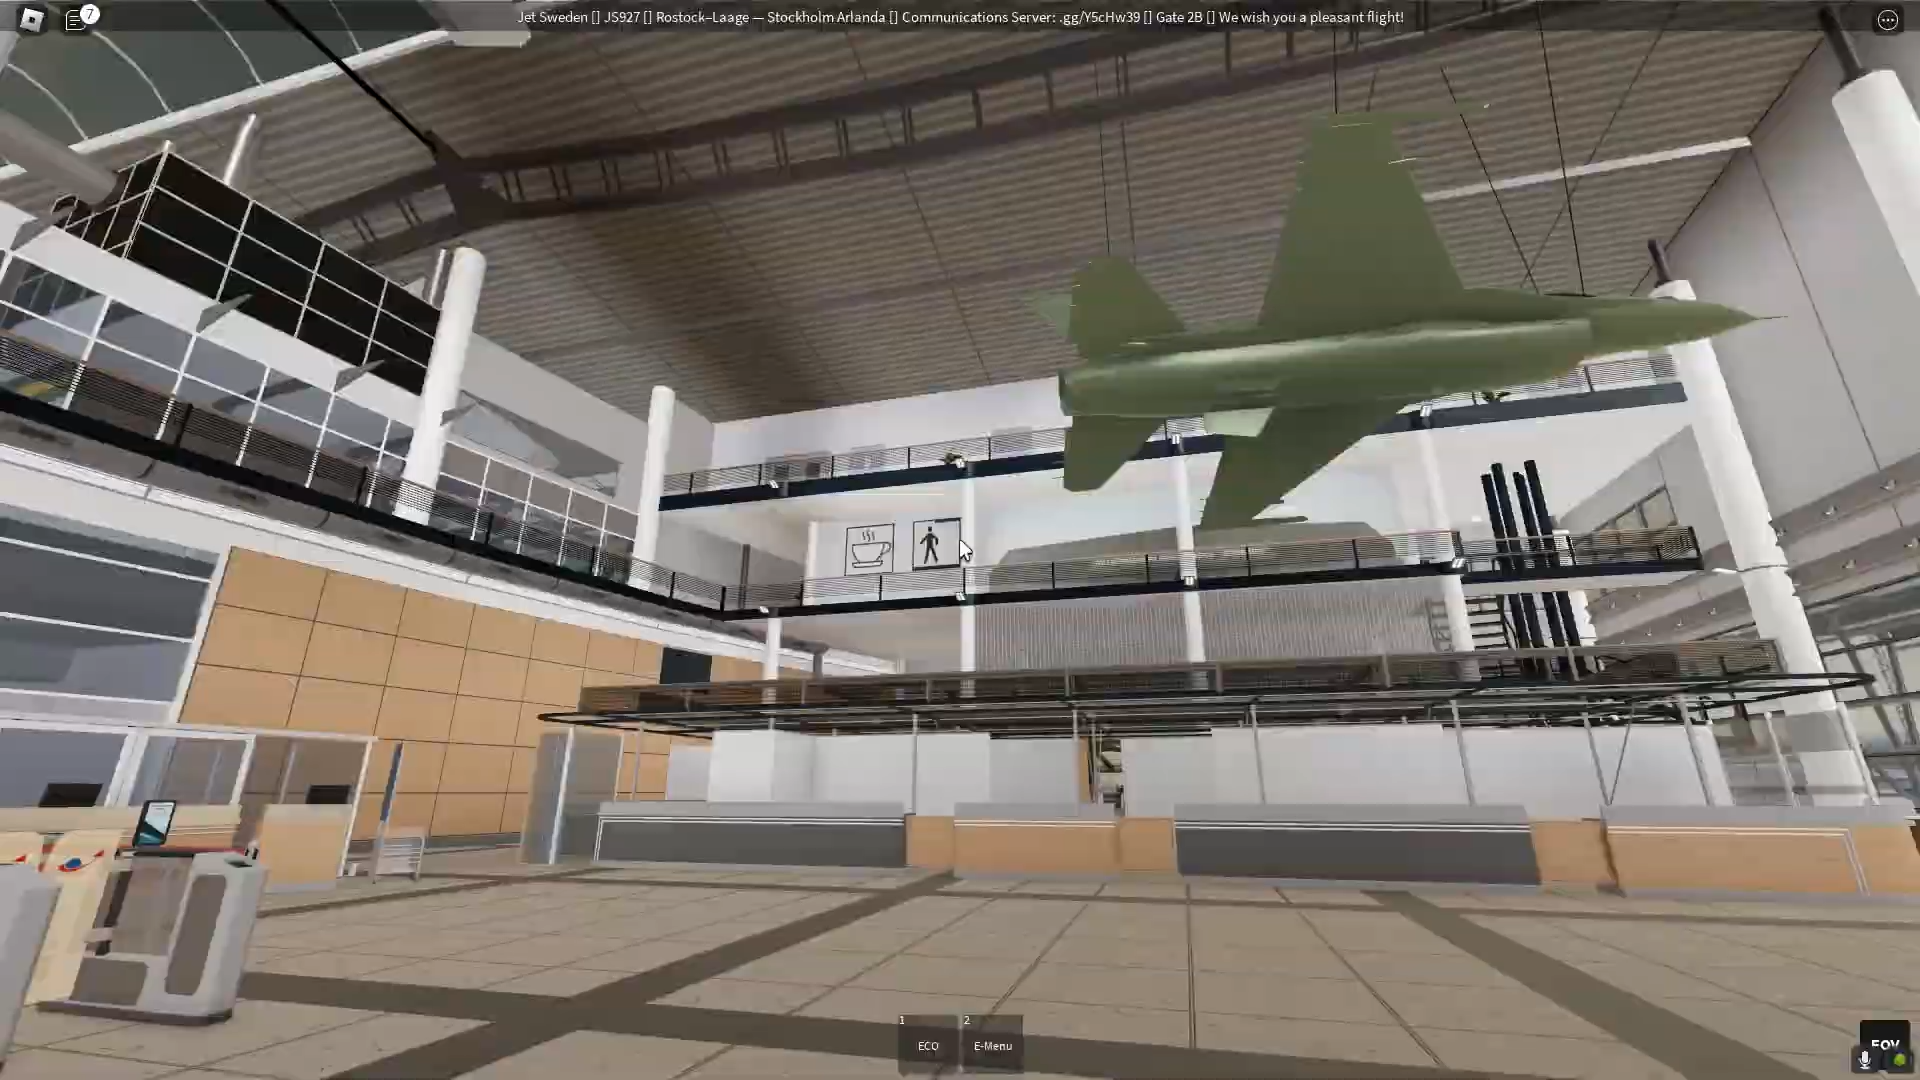 7
Jet Sweden [] JS927 [] Rostock–Laage — Stockholm Arlanda [] Communications Server: .gg/Y5cHw39 [] Gate 2B [] We wish you a pleasant flight!
1
ECO
2
E-Menu
FOV